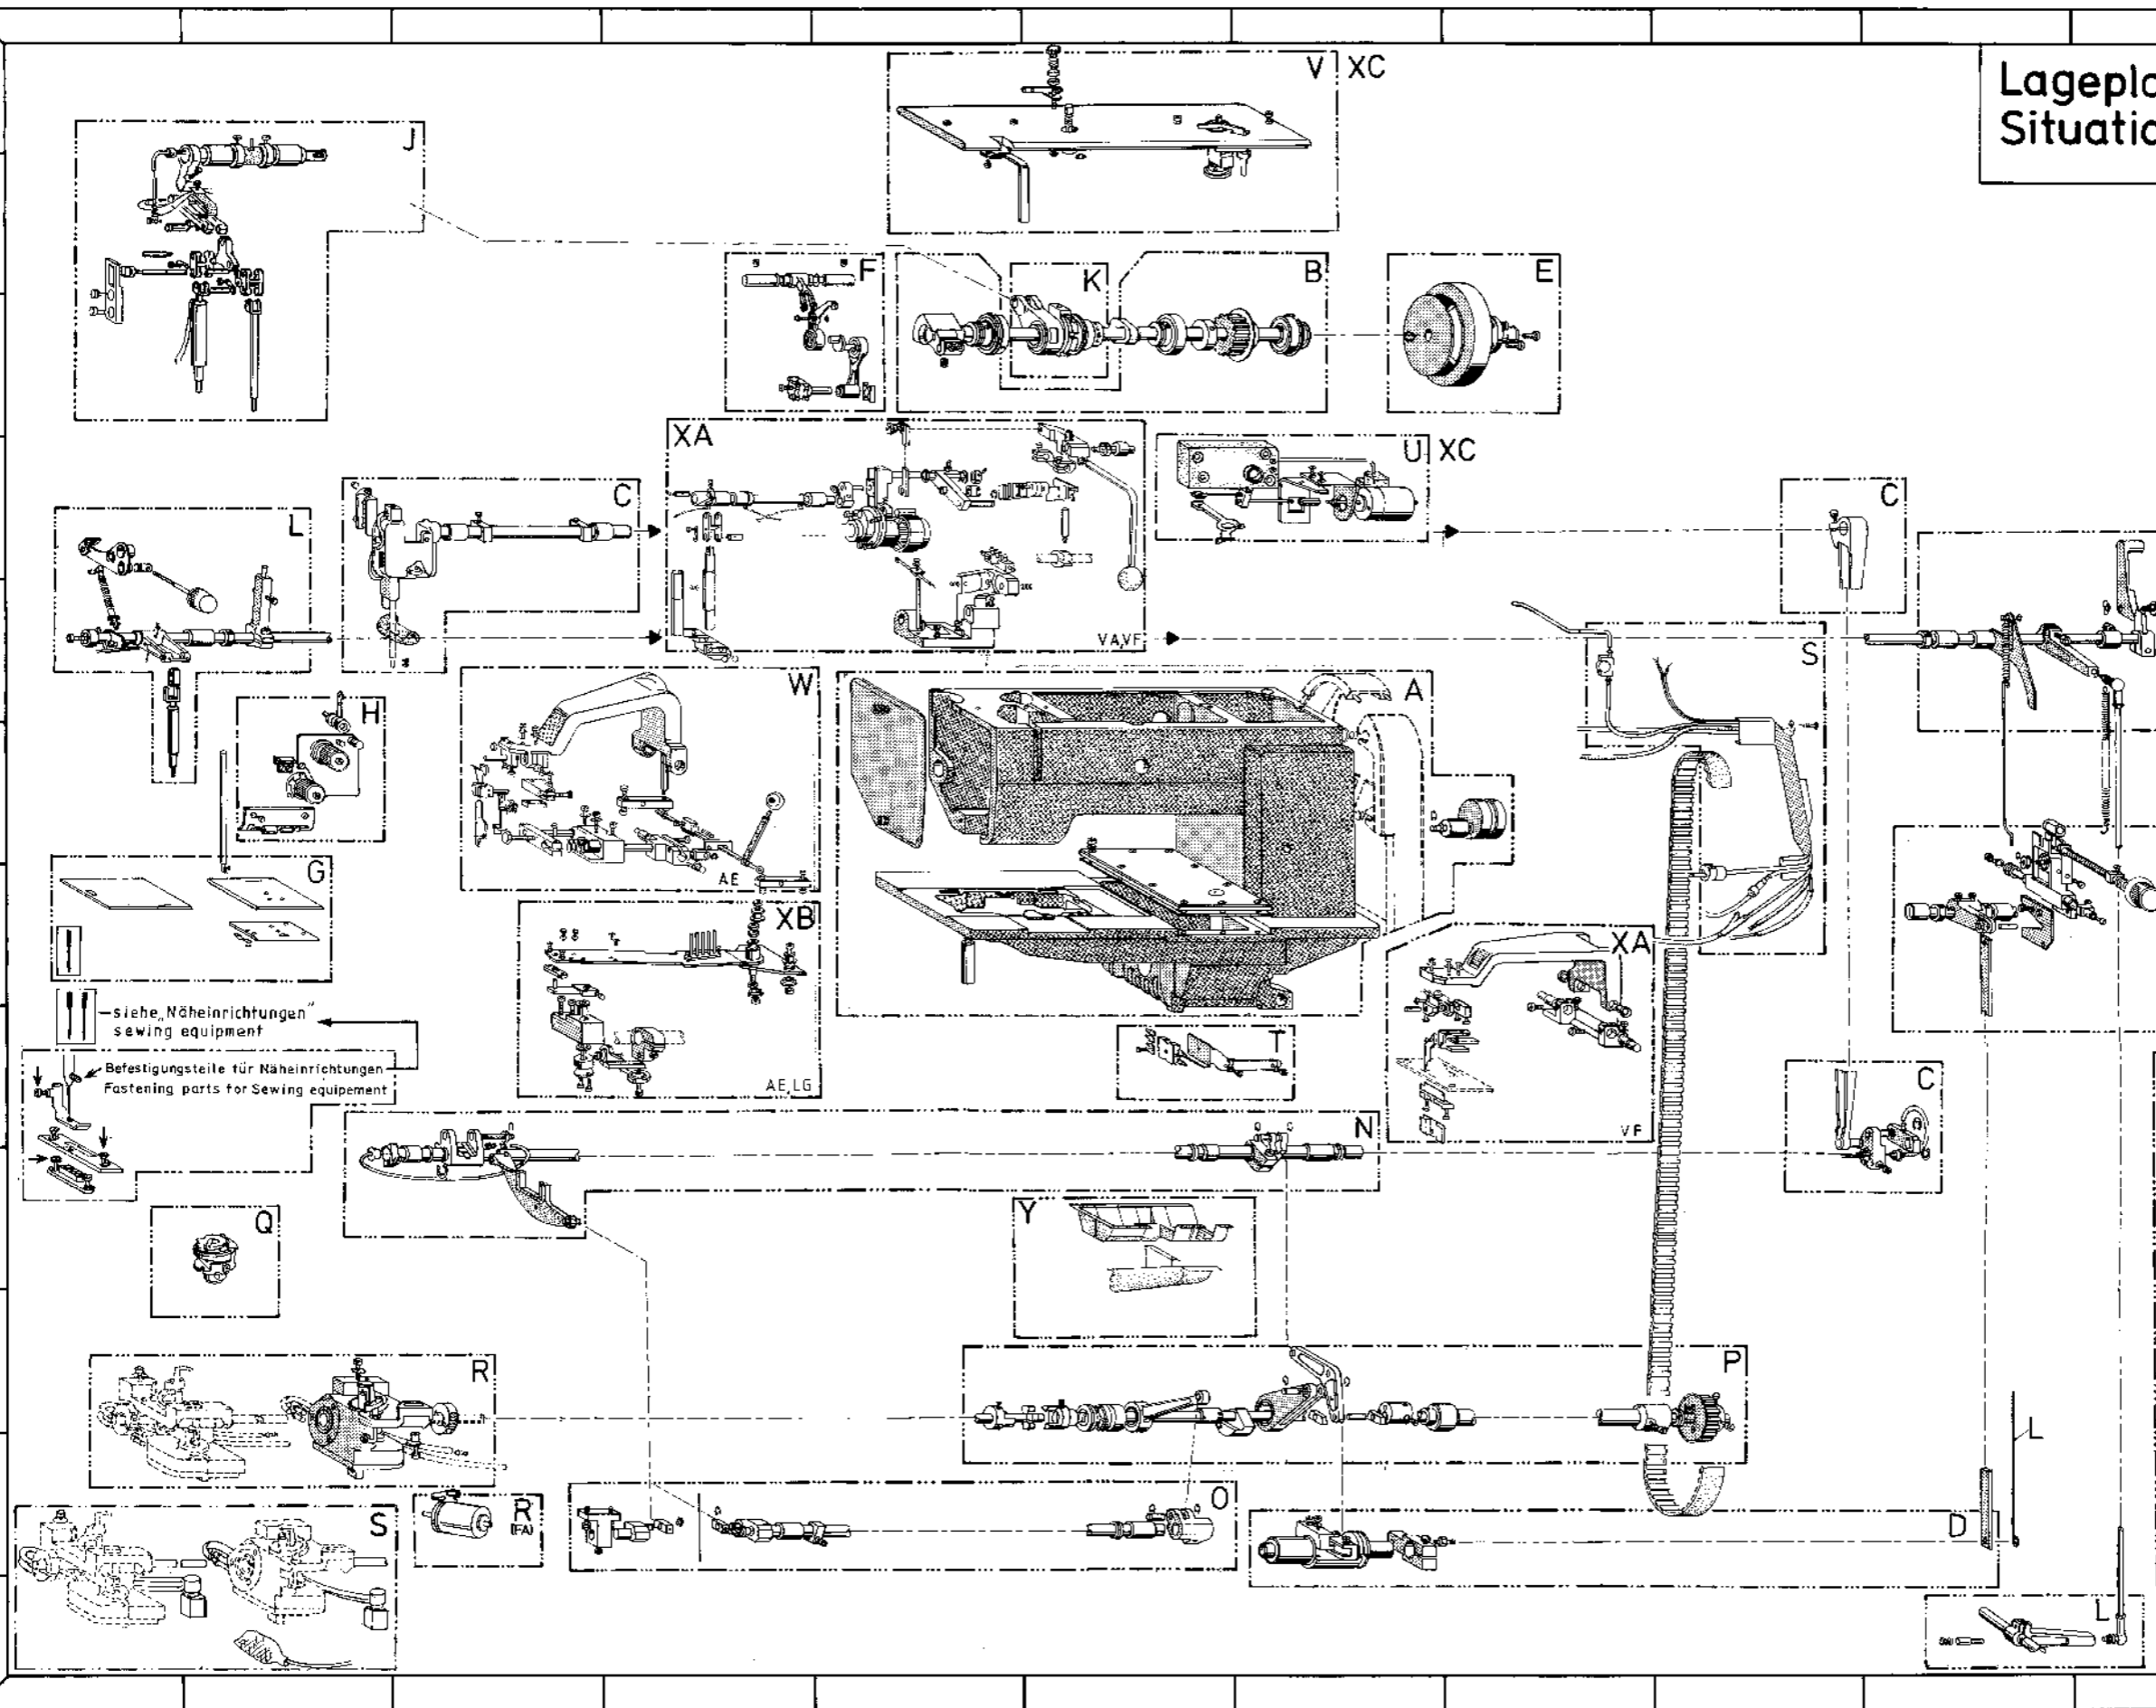 Lagepla
Situatio
V XC
J
F
K
B
E
XA
U XC
C
C
L
VA,VF
S
H
W
A
G
AE
XB
XA
siehe „Näheinrichtungen"
sewing equipment
T
Befestigungsteile für Näheinrichtungen
Fastening parts for Sewing equipement
AE,LG
C
N
VF
Q
Y
R
P
L
S
R
(FA)
O
D
L